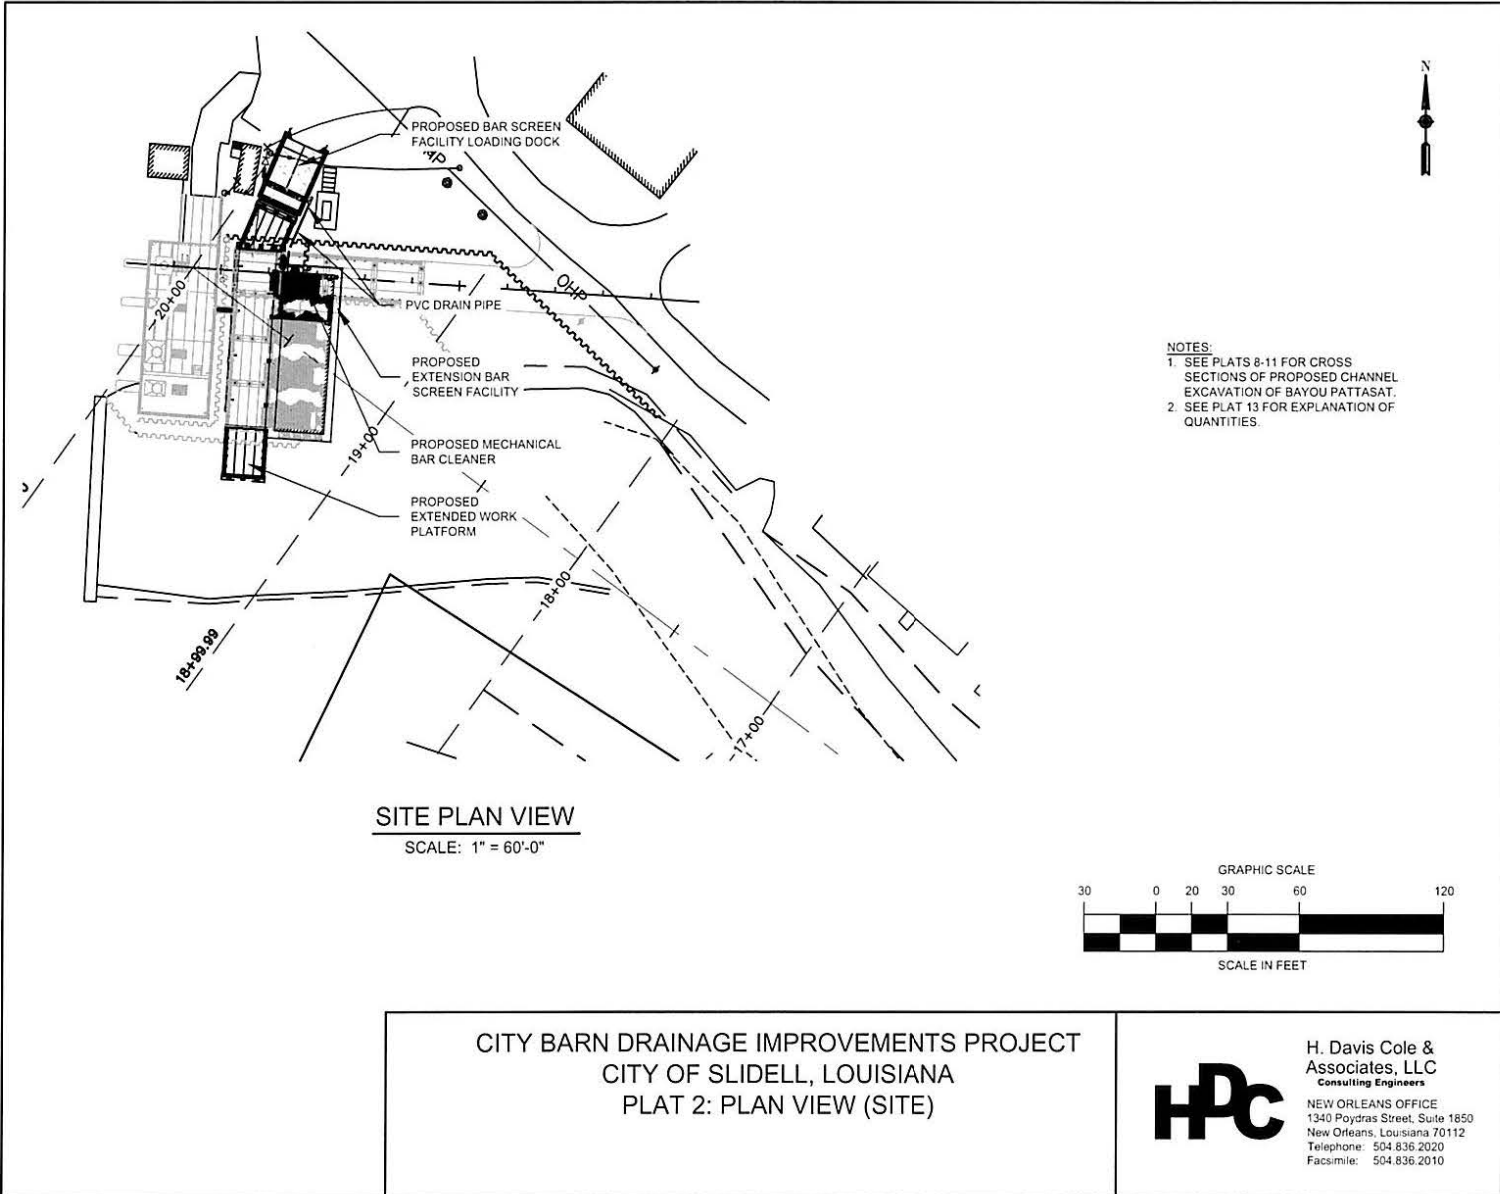 N
PROPOSED BAR SCREEN
FACILITY LOADING DOCK
OHP
20+00
PVC DRAIN PIPE
PROPOSED
EXTENSION BAR
SCREEN FACILITY
19+00
PROPOSED MECHANICAL
BAR CLEANER
PROPOSED
EXTENDED WORK
PLATFORM
18+00
18+99.99
17+00
NOTES:
1. SEE PLATS 8-11 FOR CROSS
SECTIONS OF PROPOSED CHANNEL
EXCAVATION OF BAYOU PATTASAT.
2. SEE PLAT 13 FOR EXPLANATION OF
QUANTITIES.
SITE PLAN VIEW
SCALE: 1" = 60'-0"
GRAPHIC SCALE
30 0 20 30 60 120
SCALE IN FEET
CITY BARN DRAINAGE IMPROVEMENTS PROJECT
CITY OF SLIDELL, LOUISIANA
PLAT 2: PLAN VIEW (SITE)
HDC
H. Davis Cole &
Associates, LLC
Consulting Engineers
NEW ORLEANS OFFICE
1340 Poydras Street, Suite 1850
New Orleans, Louisiana 70112
Telephone: 504.836.2020
Facsimile: 504.836.2010